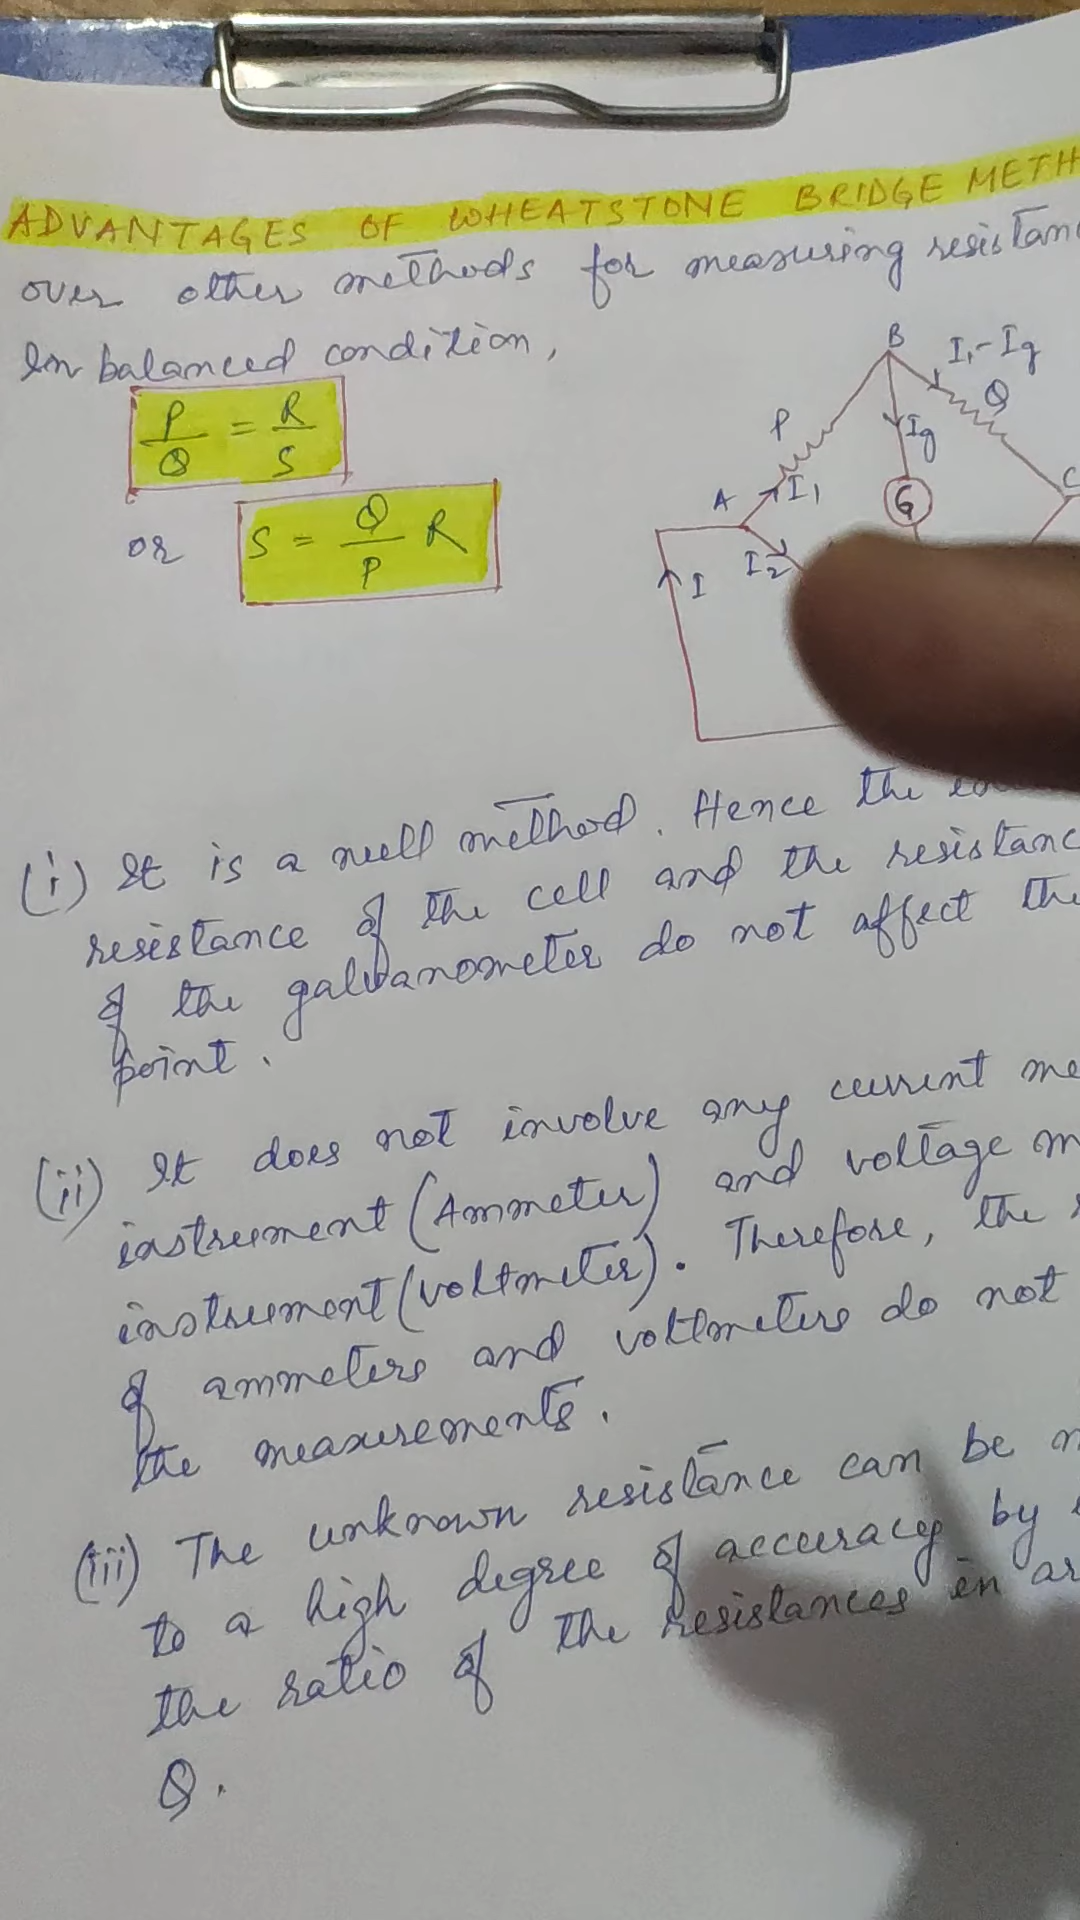 ADVANTAGES OF WHEATSTONE BRIDGE METH
over other methods for measuring resistanc
In balanced condition,
P/Q = R/S
or S = Q/P R
B
I₁-Ig
Q
P
Ig
A
I₁
G
C
I₂
I
(i) It is a null method. Hence the
resistance of the cell and the resistanc
of the galvanometer do not affect the
point.
(ii) It does not involve any current me
instrument (Ammeter) and voltage m
instrument (voltmeter). Therefore, the
of ammeters and voltmeters do not
the measurements.
(iii) The unknown resistance can be
to a high degree of accuracy by
the ratio of the resistances in ar
Q.